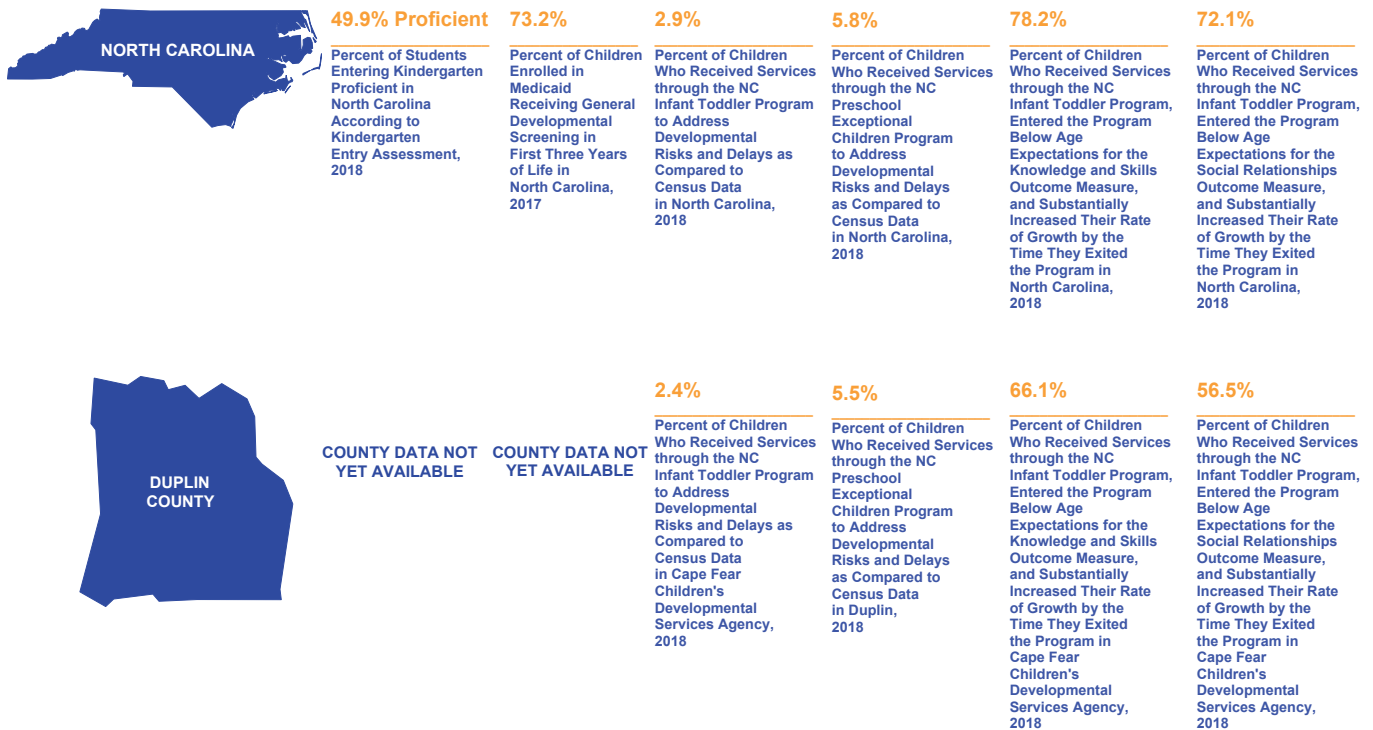 NORTH CAROLINA
49.9% Proficient
Percent of Students
Entering Kindergarten
Proficient in
North Carolina
According to
Kindergarten
Entry Assessment,
2018
73.2%
Percent of Children
Enrolled in
Medicaid
Receiving General
Developmental
Screening in
First Three Years
of Life in
North Carolina,
2017
2.9%
Percent of Children
Who Received Services
through the NC
Infant Toddler Program
to Address
Developmental
Risks and Delays as
Compared to
Census Data
in North Carolina,
2018
5.8%
Percent of Children
Who Received Services
through the NC
Preschool
Exceptional
Children Program
to Address
Developmental
Risks and Delays
as Compared to
Census Data
in North Carolina,
2018
78.2%
Percent of Children
Who Received Services
through the NC
Infant Toddler Program,
Entered the Program
Below Age
Expectations for the
Knowledge and Skills
Outcome Measure,
and Substantially
Increased Their Rate
of Growth by the
Time They Exited
the Program in
North Carolina,
2018
72.1%
Percent of Children
Who Received Services
through the NC
Infant Toddler Program,
Entered the Program
Below Age
Expectations for the
Social Relationships
Outcome Measure,
and Substantially
Increased Their Rate
of Growth by the
Time They Exited
the Program in
North Carolina,
2018
DUPLIN
COUNTY
COUNTY DATA NOT
YET AVAILABLE
COUNTY DATA NOT
YET AVAILABLE
2.4%
Percent of Children
Who Received Services
through the NC
Infant Toddler Program
to Address
Developmental
Risks and Delays as
Compared to
Census Data
in Cape Fear
Children's
Developmental
Services Agency,
2018
5.5%
Percent of Children
Who Received Services
through the NC
Preschool
Exceptional
Children Program
to Address
Developmental
Risks and Delays
as Compared to
Census Data
in Duplin,
2018
66.1%
Percent of Children
Who Received Services
through the NC
Infant Toddler Program,
Entered the Program
Below Age
Expectations for the
Knowledge and Skills
Outcome Measure,
and Substantially
Increased Their Rate
of Growth by the
Time They Exited
the Program in
Cape Fear
Children's
Developmental
Services Agency,
2018
56.5%
Percent of Children
Who Received Services
through the NC
Infant Toddler Program,
Entered the Program
Below Age
Expectations for the
Social Relationships
Outcome Measure,
and Substantially
Increased Their Rate
of Growth by the
Time They Exited
the Program in
Cape Fear
Children's
Developmental
Services Agency,
2018